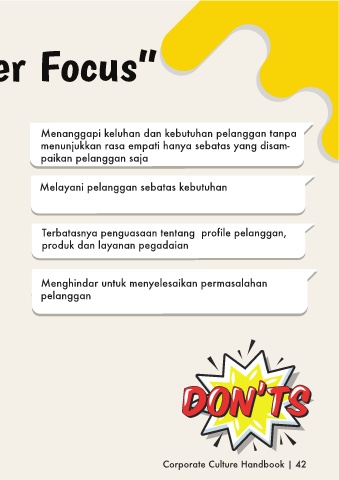 er Focus"
Menanggapi keluhan dan kebutuhan pelanggan tanpa
menunjukkan rasa empati hanya sebatas yang disam-
paikan pelanggan saja
Melayani pelanggan sebatas kebutuhan
Terbatasnya penguasaan tentang profile pelanggan,
produk dan layanan pegadaian
Menghindar untuk menyelesaikan permasalahan
pelanggan
DON'TS
Corporate Culture Handbook | 42